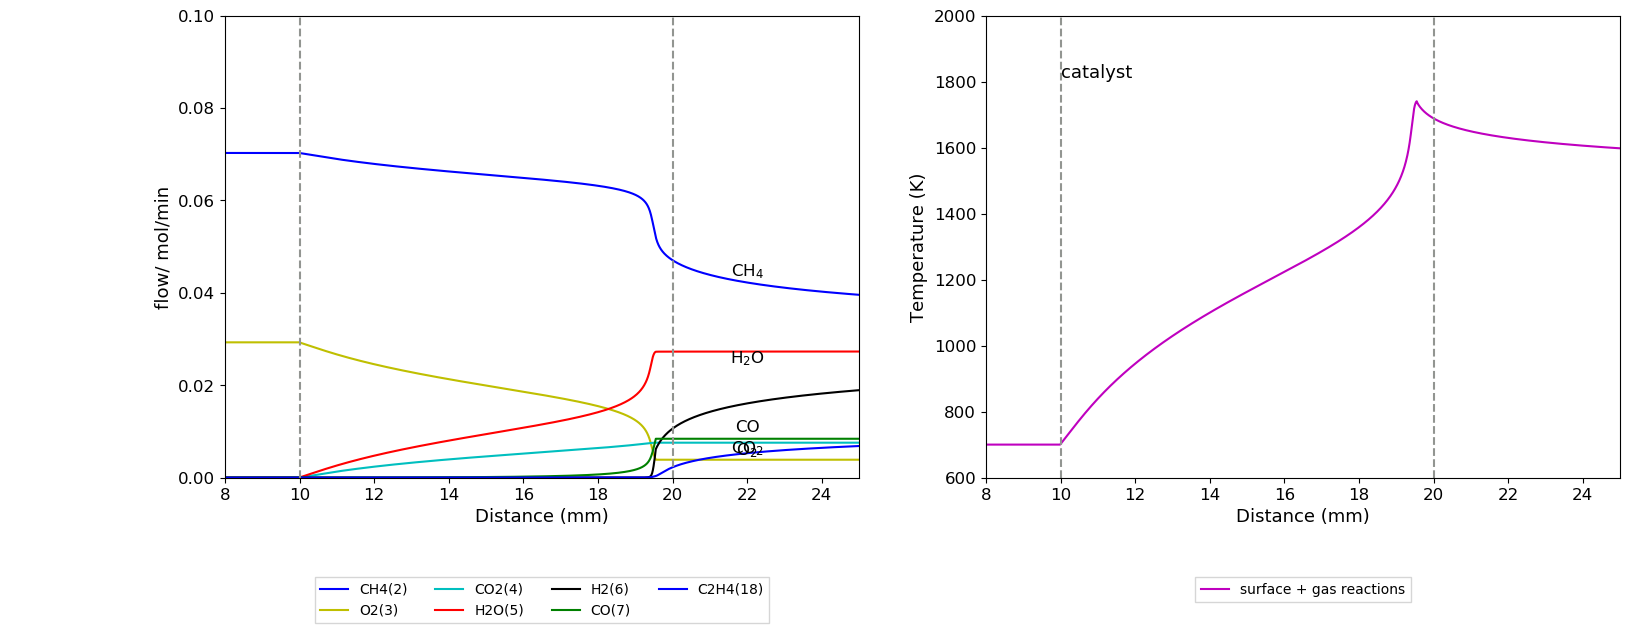 0.10
0.08
0.06
0.04
0.02
0.00
flow/ mol/min
CH₄
H₂O
CO
CO₂
O₂
8 10 12 14 16 18 20 22 24
Distance (mm)
CH4(2) CO2(4) H2(6) C2H4(18)
O2(3) H2O(5) CO(7)
2000
1800
1600
1400
1200
1000
800
600
Temperature (K)
catalyst
8 10 12 14 16 18 20 22 24
Distance (mm)
surface + gas reactions